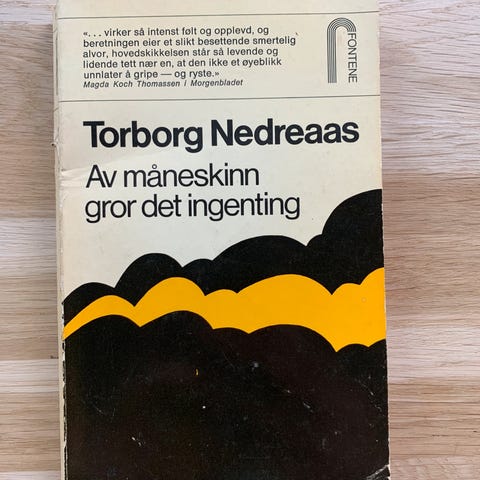 «. . . virker så intenst følt og opplevd, og
beretningen eier et slikt besettende smertelig
alvor, hovedskikkelsen står så levende og
lidende tett nær en, at den ikke et øyeblikk
unnlater å gripe — og ryste.»
Magda Koch Thomassen i Morgenbladet
FONTENE
Torborg Nedreaas
Av måneskinn
gror det ingenting